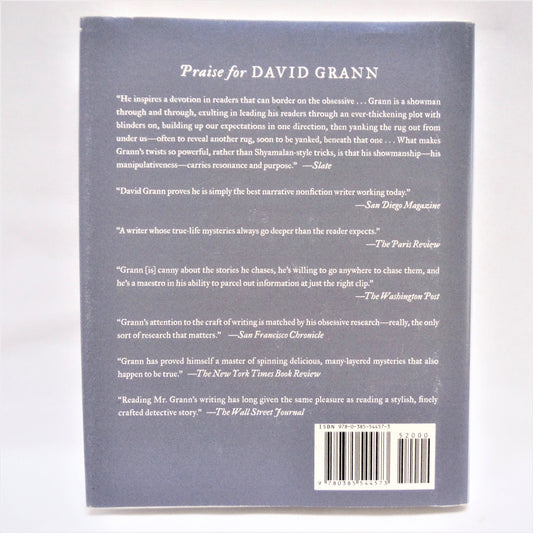 Praise for DAVID GRANN
“He inspires a devotion in readers that can border on the obsessive . . . Grann is a showman
through and through, exulting in leading his readers through an ever-thickening plot with
blinders on, building up our expectations in one direction, then yanking the rug out from
under us—often to reveal another rug, soon to be yanked, beneath that one . . . What makes
Grann’s twists so powerful, rather than Shyamalan-style tricks, is that his showmanship—his
manipulativeness—carries resonance and purpose.” —Slate
“David Grann proves he is simply the best narrative nonfiction writer working today.”
—San Diego Magazine
“A writer whose true-life mysteries always go deeper than the reader expects.”
—The Paris Review
“Grann [is] canny about the stories he chases, he’s willing to go anywhere to chase them, and
he’s a maestro in his ability to parcel out information at just the right clip.”
—The Washington Post
“Grann’s attention to the craft of writing is matched by his obsessive research—really, the only
sort of research that matters.” —San Francisco Chronicle
“Grann has proved himself a master of spinning delicious, many-layered mysteries that also
happen to be true.” —The New York Times Book Review
“Reading Mr. Grann’s writing has long given the same pleasure as reading a stylish, finely
crafted detective story.” —The Wall Street Journal
ISBN 978-0-385-54457-3
52000
9 780385 544573